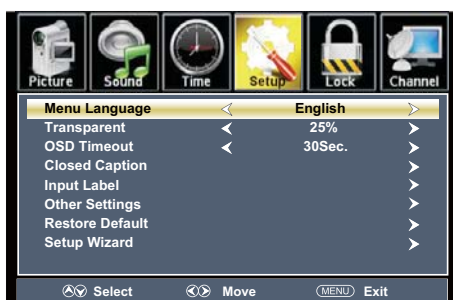 Picture Sound Time Setup Lock Channel
Menu Language English
Transparent 25%
OSD Timeout 30Sec.
Closed Caption
Input Label
Other Settings
Restore Default
Setup Wizard
Select Move MENU Exit